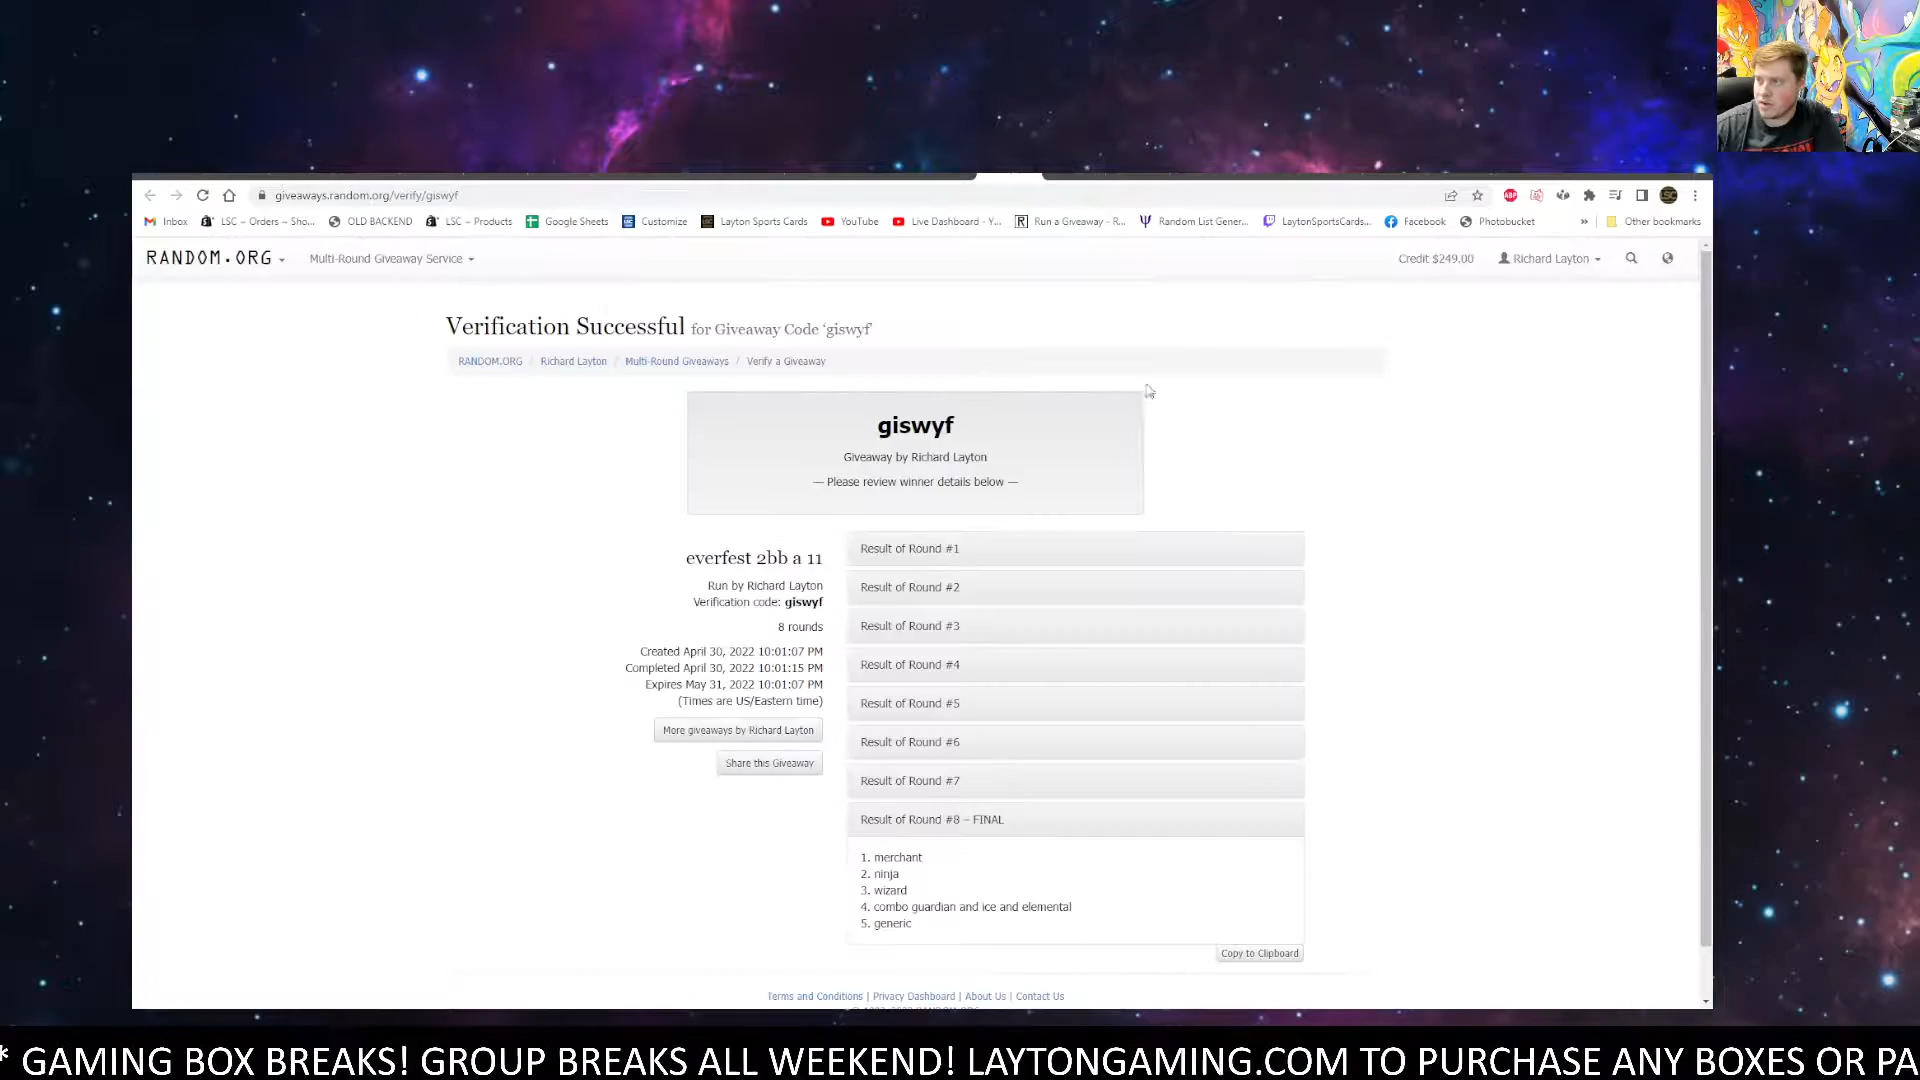 giveaways.random.org/verify/giswyf
ABP
LSC
Inbox
LSC – Orders – Sho...
OLD BACKEND
LSC – Products
Google Sheets
Customize
Layton Sports Cards
YouTube
Live Dashboard - Y...
Run a Giveaway - R...
Random List Gener...
LaytonSportsCards...
Facebook
Photobucket
»
Other bookmarks
RANDOM.ORG
Multi-Round Giveaway Service
Credit $249.00
Richard Layton
Verification Successful for Giveaway Code ‘giswyf’
RANDOM.ORG / Richard Layton / Multi-Round Giveaways / Verify a Giveaway
giswyf
Giveaway by Richard Layton
— Please review winner details below —
everfest 2bb a 11
Run by Richard Layton
Verification code: giswyf
8 rounds
Created April 30, 2022 10:01:07 PM
Completed April 30, 2022 10:01:15 PM
Expires May 31, 2022 10:01:07 PM
(Times are US/Eastern time)
More giveaways by Richard Layton
Share this Giveaway
Result of Round #1
Result of Round #2
Result of Round #3
Result of Round #4
Result of Round #5
Result of Round #6
Result of Round #7
Result of Round #8 – FINAL
1. merchant
2. ninja
3. wizard
4. combo guardian and ice and elemental
5. generic
Copy to Clipboard
Terms and Conditions | Privacy Dashboard | About Us | Contact Us
* GAMING BOX BREAKS! GROUP BREAKS ALL WEEKEND! LAYTONGAMING.COM TO PURCHASE ANY BOXES OR PA